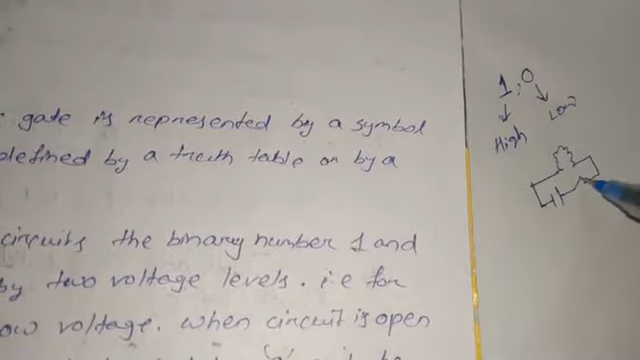 gate is represented by a symbol
defined by a truth table or by a
circuits the binary number 1 and
by two voltage levels. i.e for
low voltage. when circuit is open
1, 0
High
Low